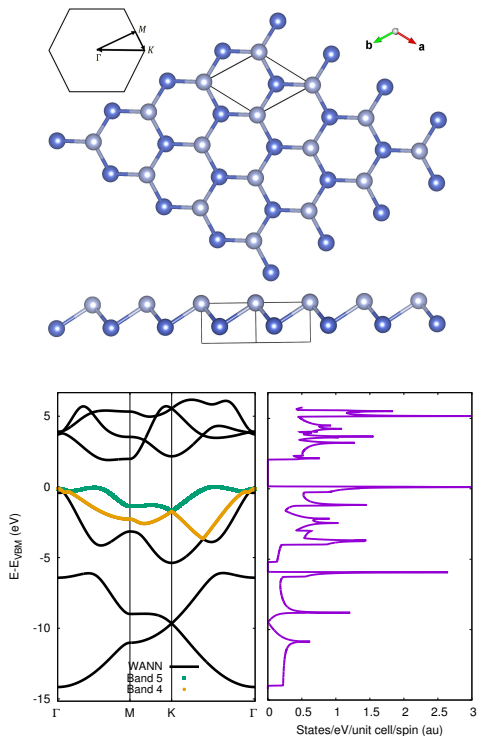 M
Γ
K
b
a
5
0
-5
-10
-15
E-E_VBM (eV)
WANN
Band 5
Band 4
Γ
M
K
Γ
0
0.5
1
1.5
2
2.5
3
States/eV/unit cell/spin (au)